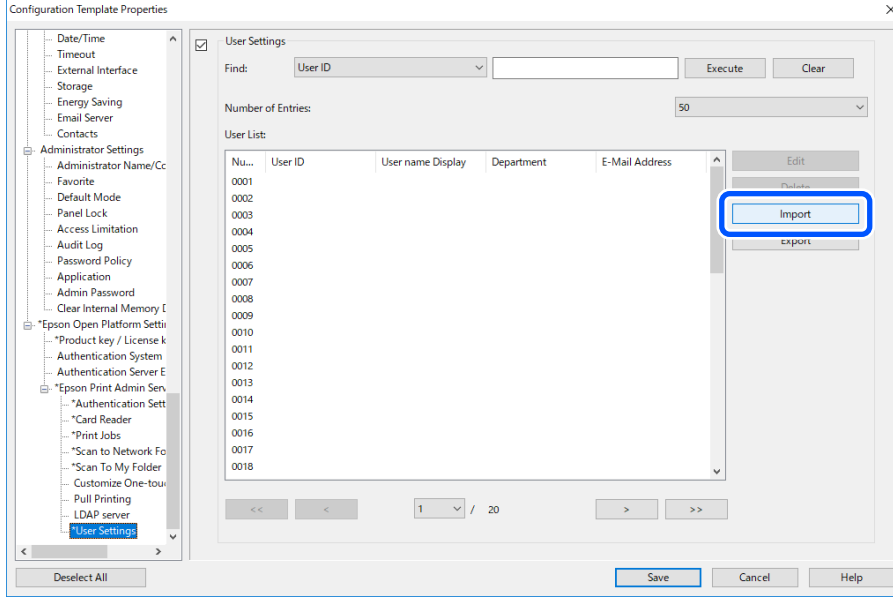 Configuration Template Properties
Date/Time
Timeout
External Interface
Storage
Energy Saving
Email Server
Contacts
Administrator Settings
Administrator Name/Cc
Favorite
Default Mode
Panel Lock
Access Limitation
Audit Log
Password Policy
Application
Admin Password
Clear Internal Memory D
*Epson Open Platform Settin
*Product key / License k
Authentication System
Authentication Server E
*Epson Print Admin Serv
*Authentication Sett
*Card Reader
*Print Jobs
*Scan to Network Fo
*Scan To My Folder
Customize One-touc
Pull Printing
LDAP server
*User Settings
User Settings
Find: User ID Execute Clear
Number of Entries: 50
User List:
Nu... User ID User name Display Department E-Mail Address
0001
0002
0003
0004
0005
0006
0007
0008
0009
0010
0011
0012
0013
0014
0015
0016
0017
0018
Edit
Delete
Import
Export
<< < 1 / 20 > >>
Deselect All Save Cancel Help